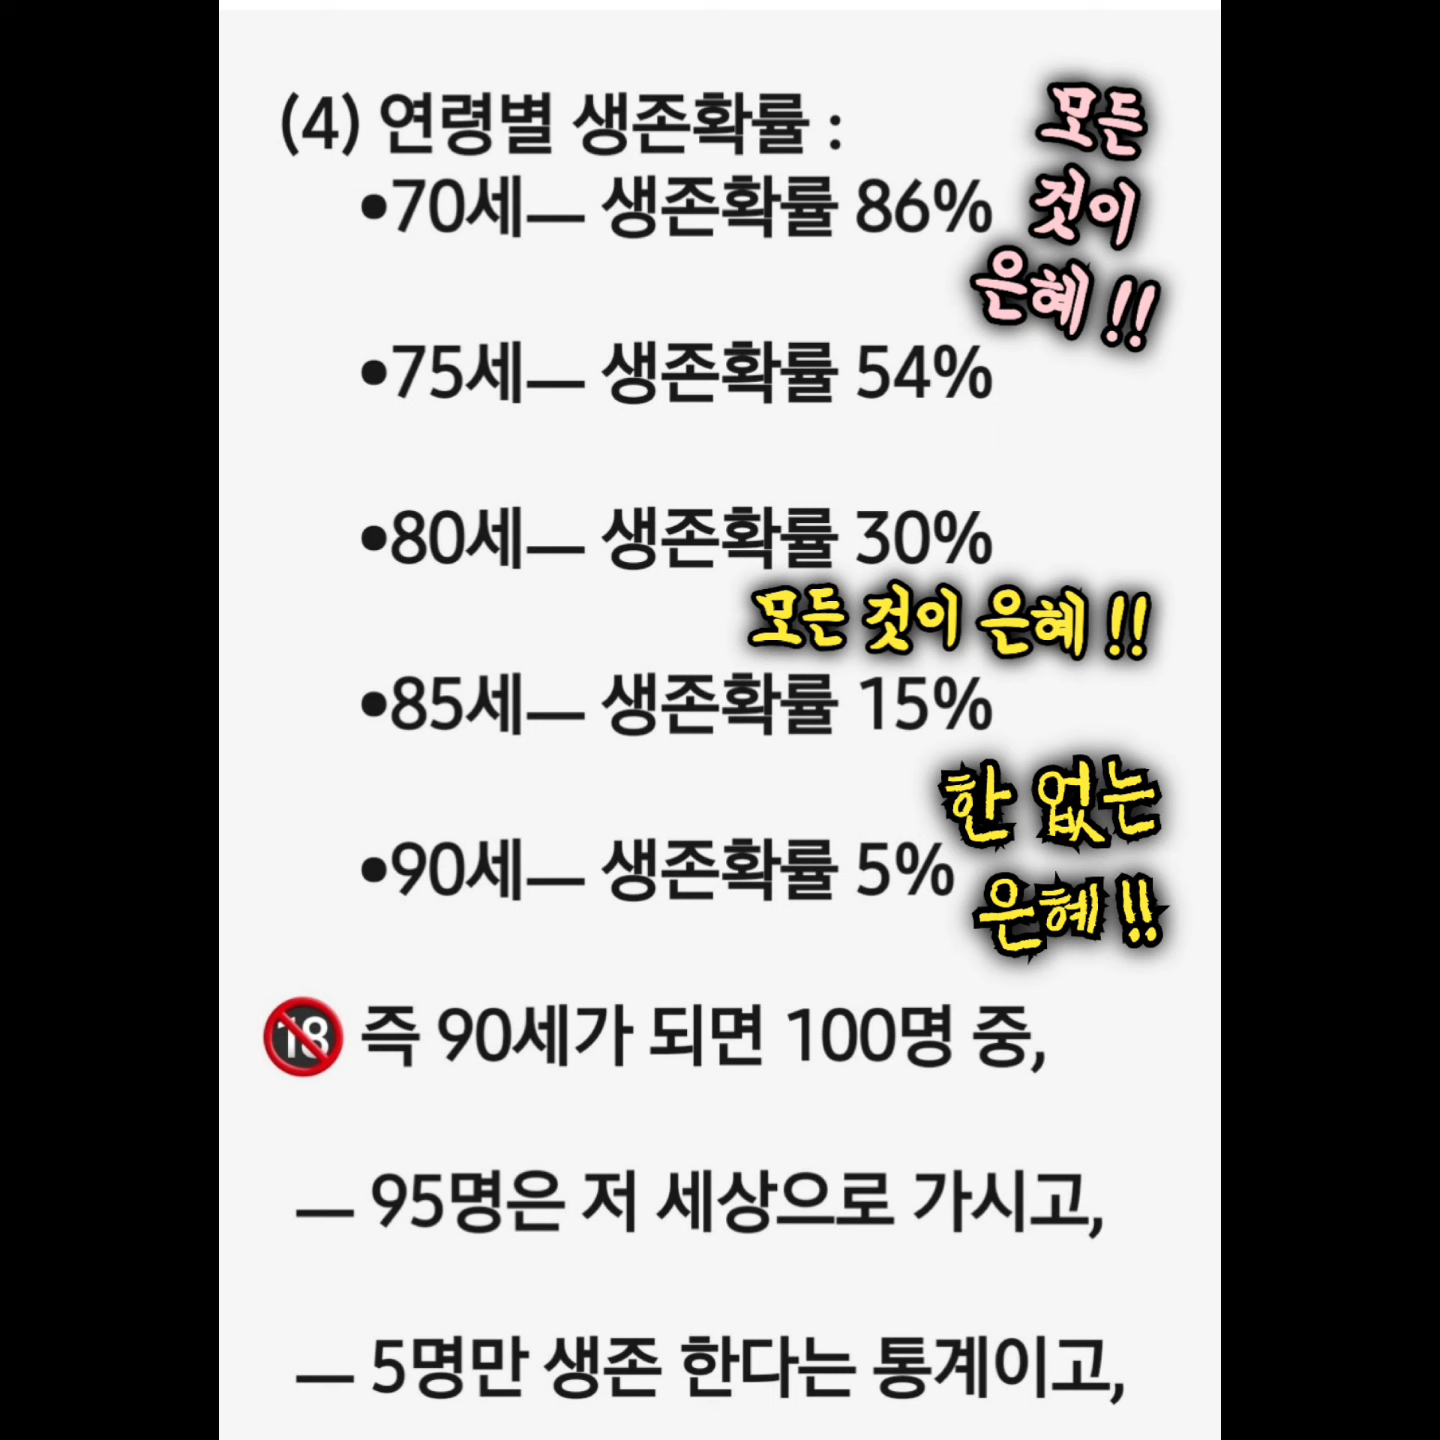 (4) 연령별 생존확률 :
•70세— 생존확률 86%
모든
것이
은혜 !!
•75세— 생존확률 54%
•80세— 생존확률 30%
모든 것이 은혜 !!
•85세— 생존확률 15%
한 없는
은혜 !!
•90세— 생존확률 5%
🔞 즉 90세가 되면 100명 중,
— 95명은 저 세상으로 가시고,
— 5명만 생존 한다는 통계이고,